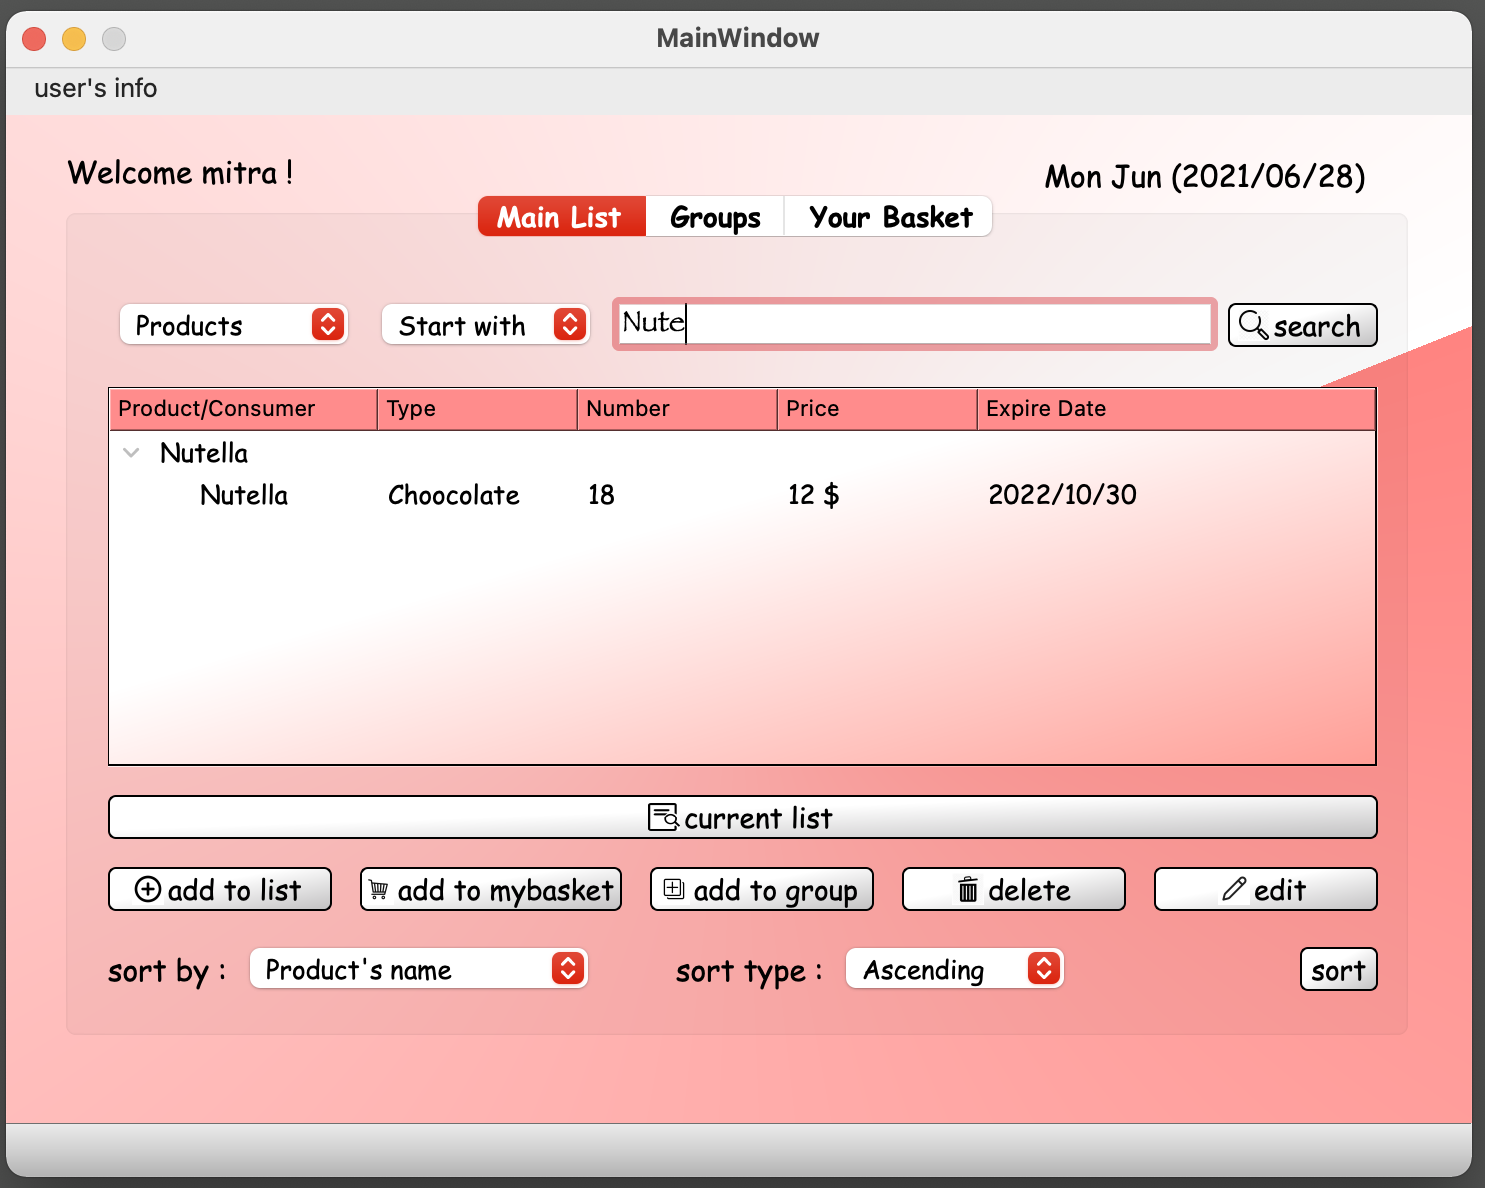 MainWindow
user's info
Welcome mitra !
Mon Jun (2021/06/28)
Main List Groups Your Basket
Products Start with Nute search
Product/Consumer Type Number Price Expire Date
Nutella
Nutella Choocolate 18 12 $ 2022/10/30
current list
add to list add to mybasket add to group delete edit
sort by : Product's name sort type : Ascending sort